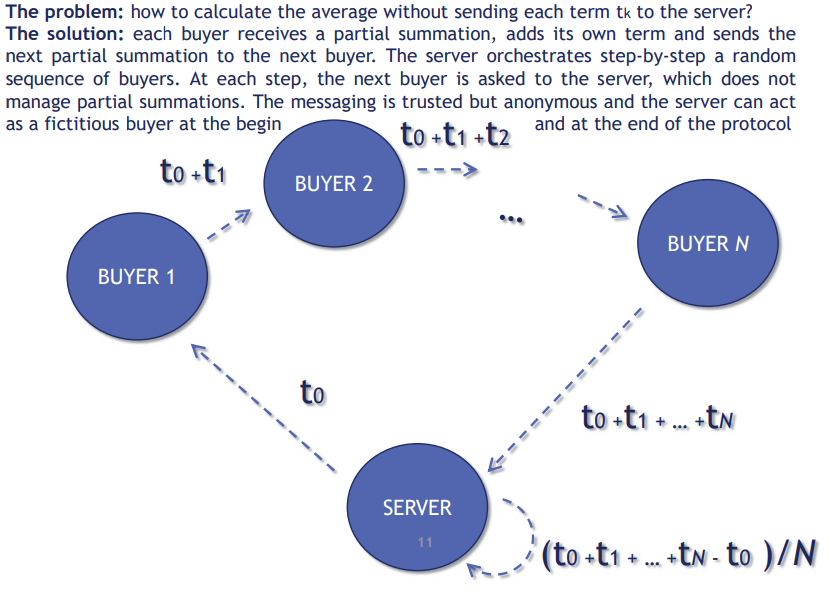 The problem: how to calculate the average without sending each term tk to the server?
The solution: each buyer receives a partial summation, adds its own term and sends the
next partial summation to the next buyer. The server orchestrates step-by-step a random
sequence of buyers. At each step, the next buyer is asked to the server, which does not
manage partial summations. The messaging is trusted but anonymous and the server can act
as a fictitious buyer at the begin and at the end of the protocol
t0 +t1 +t2
t0 +t1
BUYER 2
...
BUYER N
BUYER 1
t0
t0 +t1 + ... +tN
SERVER
11
(t0 +t1 + ... +tN - t0 )/N